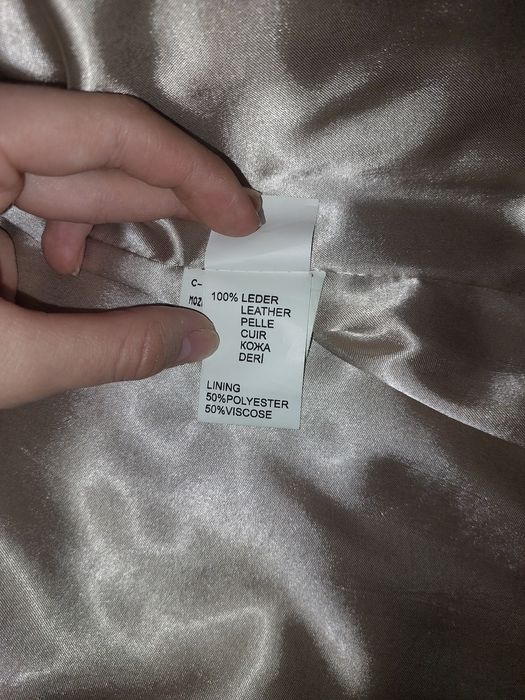 C-
100% LEDER
LEATHER
PELLE
CUIR
КОЖА
DERİ
LINING
50%POLYESTER
50%VISCOSE